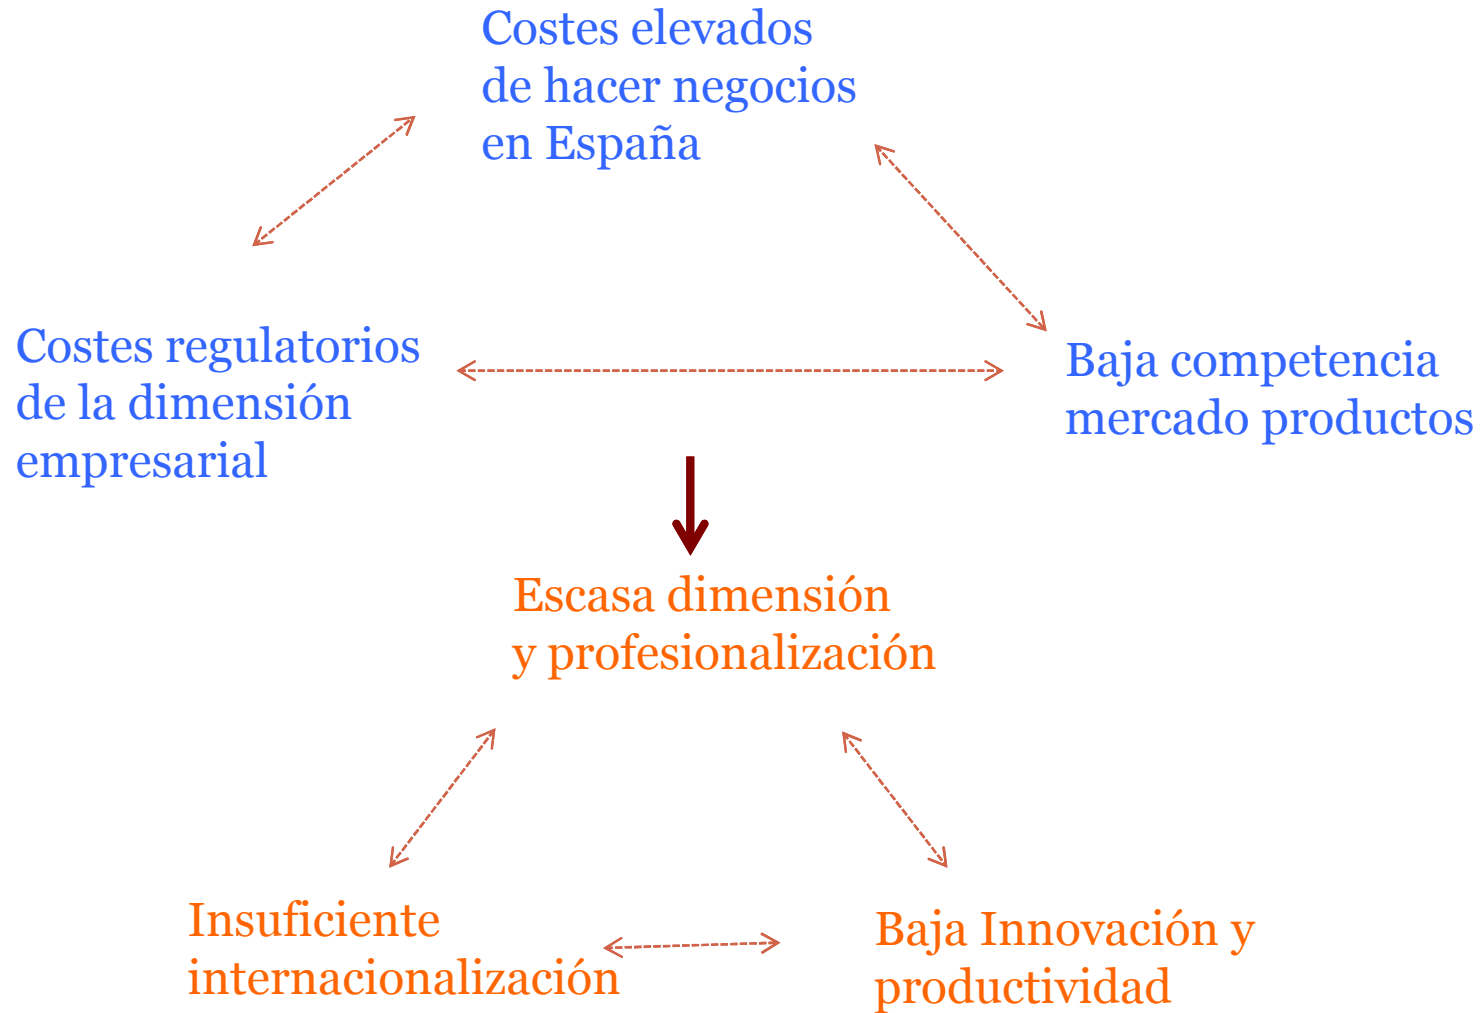 Costes elevados
de hacer negocios
en España
Costes regulatorios
de la dimensión
empresarial
Baja competencia
mercado productos
Escasa dimensión
y profesionalización
Insuficiente
internacionalización
Baja Innovación y
productividad